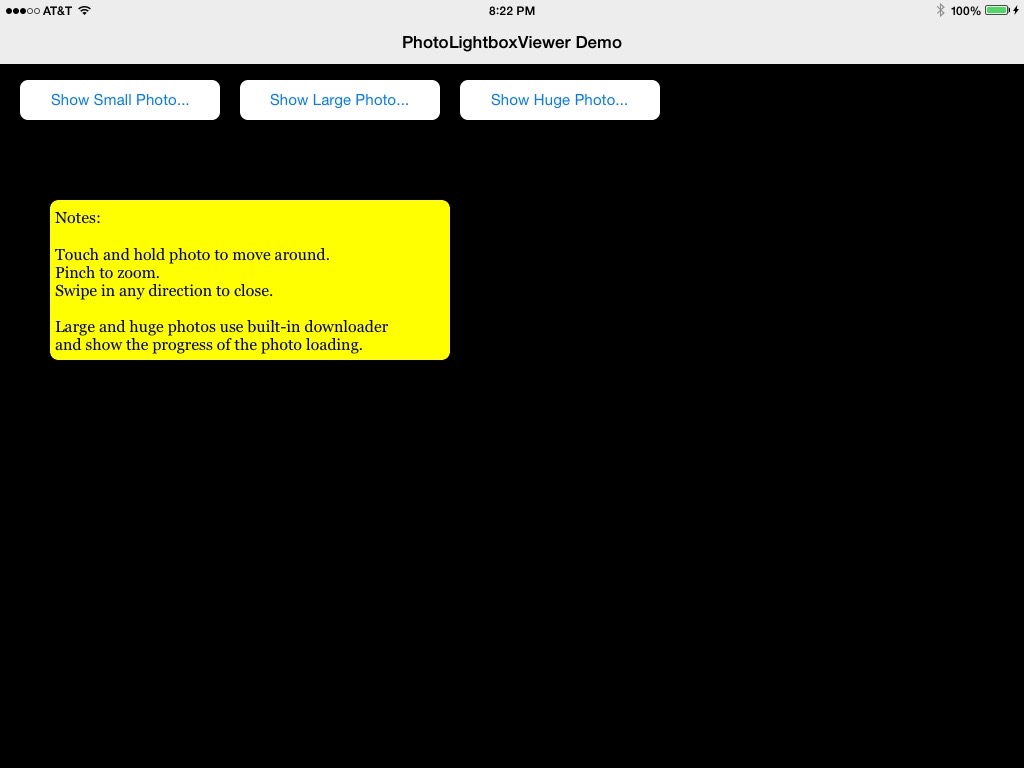 AT&T 8:22 PM 100%
PhotoLightboxViewer Demo
Show Small Photo... Show Large Photo... Show Huge Photo...
Notes:
Touch and hold photo to move around.
Pinch to zoom.
Swipe in any direction to close.
Large and huge photos use built-in downloader
and show the progress of the photo loading.